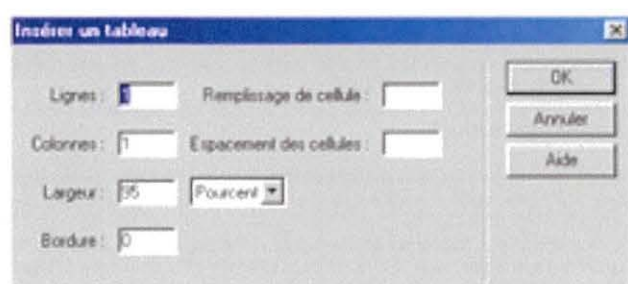 Insérer un tableau
Lignes : 1 Remplissage de cellule : OK
Colonnes : 1 Espacement des cellules : Annuler
Largeur : 95 Pourcent Aide
Bordure : 0